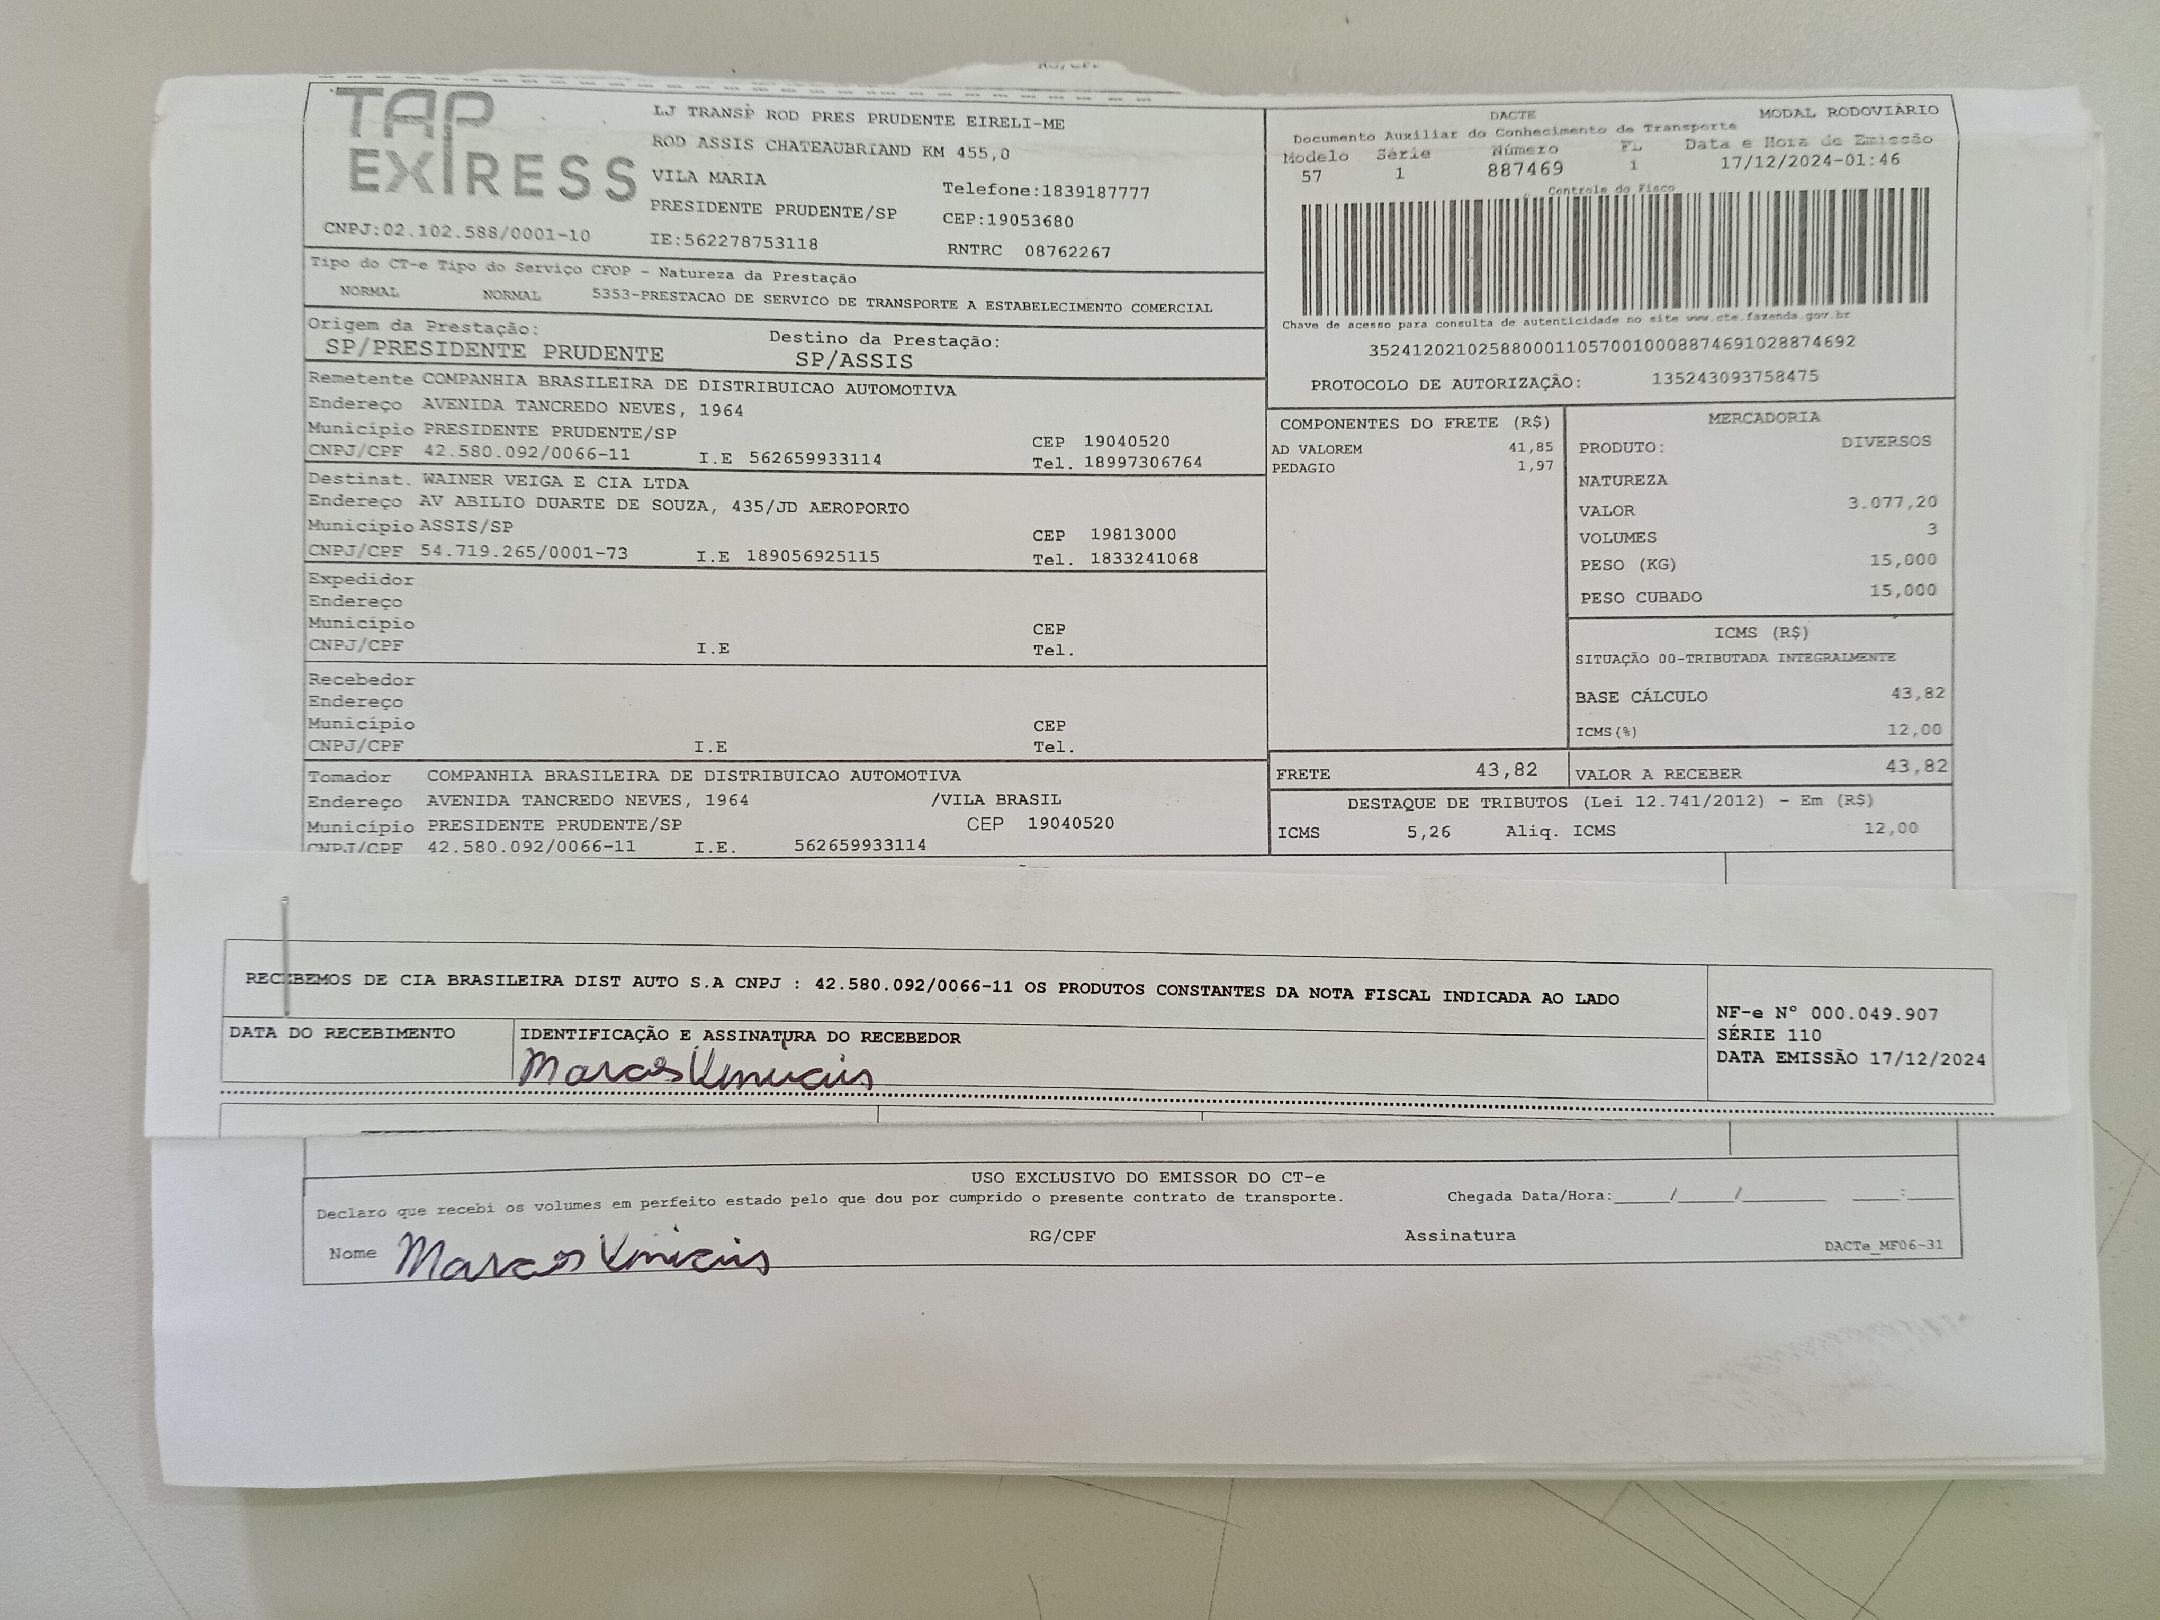 RG/CPF
TAP EXPRESS
LJ TRANSP ROD PRES PRUDENTE EIRELI-ME
ROD ASSIS CHATEAUBRIAND KM 455,0
VILA MARIA Telefone:1839187777
PRESIDENTE PRUDENTE/SP CEP:19053680
CNPJ:02.102.588/0001-10 IE:562278753118 RNTRC 08762267
DACTE MODAL RODOVIÁRIO
Documento Auxiliar do Conhecimento de Transporte
Modelo Série Número FL Data e Hora de Emissão
57 1 887469 1 17/12/2024-01:46
Controle do Fisco
Chave de acesso para consulta de autenticidade no site www.cte.fazenda.gov.br
35241202102588000110570010008874691028874692
PROTOCOLO DE AUTORIZAÇÃO: 135243093758475
Tipo do CT-e Tipo do Serviço CFOP - Natureza da Prestação
NORMAL NORMAL 5353-PRESTACAO DE SERVICO DE TRANSPORTE A ESTABELECIMENTO COMERCIAL
Origem da Prestação: Destino da Prestação:
SP/PRESIDENTE PRUDENTE SP/ASSIS
Remetente COMPANHIA BRASILEIRA DE DISTRIBUICAO AUTOMOTIVA
Endereço AVENIDA TANCREDO NEVES, 1964
Município PRESIDENTE PRUDENTE/SP CEP 19040520
CNPJ/CPF 42.580.092/0066-11 I.E 562659933114 Tel. 18997306764
Destinat. WAINER VEIGA E CIA LTDA
Endereço AV ABILIO DUARTE DE SOUZA, 435/JD AEROPORTO
Município ASSIS/SP CEP 19813000
CNPJ/CPF 54.719.265/0001-73 I.E 189056925115 Tel. 1833241068
Expedidor
Endereço
Município CEP
CNPJ/CPF I.E Tel.
Recebedor
Endereço
Município CEP
CNPJ/CPF I.E Tel.
Tomador COMPANHIA BRASILEIRA DE DISTRIBUICAO AUTOMOTIVA
Endereço AVENIDA TANCREDO NEVES, 1964 /VILA BRASIL
Município PRESIDENTE PRUDENTE/SP CEP 19040520
CNPJ/CPF 42.580.092/0066-11 I.E. 562659933114
COMPONENTES DO FRETE (R$)
AD VALOREM 41,85
PEDAGIO 1,97
MERCADORIA
PRODUTO: DIVERSOS
NATUREZA
VALOR 3.077,20
VOLUMES 3
PESO (KG) 15,000
PESO CUBADO 15,000
ICMS (R$)
SITUAÇÃO 00-TRIBUTADA INTEGRALMENTE
BASE CÁLCULO 43,82
ICMS(%) 12,00
FRETE 43,82 VALOR A RECEBER 43,82
DESTAQUE DE TRIBUTOS (Lei 12.741/2012) - Em (R$)
ICMS 5,26 Aliq. ICMS 12,00
RECEBEMOS DE CIA BRASILEIRA DIST AUTO S.A CNPJ : 42.580.092/0066-11 OS PRODUTOS CONSTANTES DA NOTA FISCAL INDICADA AO LADO
DATA DO RECEBIMENTO IDENTIFICAÇÃO E ASSINATURA DO RECEBEDOR
Marcos Vinicius
NF-e Nº 000.049.907
SÉRIE 110
DATA EMISSÃO 17/12/2024
USO EXCLUSIVO DO EMISSOR DO CT-e
Declaro que recebi os volumes em perfeito estado pelo que dou por cumprido o presente contrato de transporte. Chegada Data/Hora:____/____/______ ___:___
Nome Marcos Vinicius RG/CPF Assinatura
DACTe_MF06-31